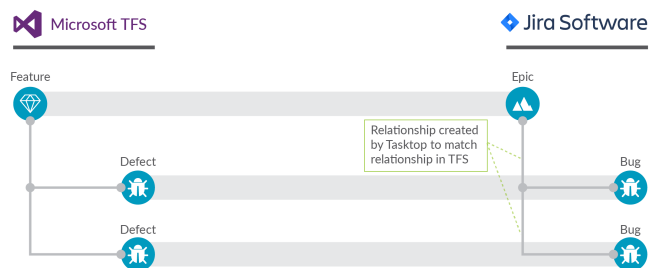 Microsoft TFS
Jira Software
Feature
Epic
Relationship created
by Tasktop to match
relationship in TFS
Defect
Bug
Defect
Bug